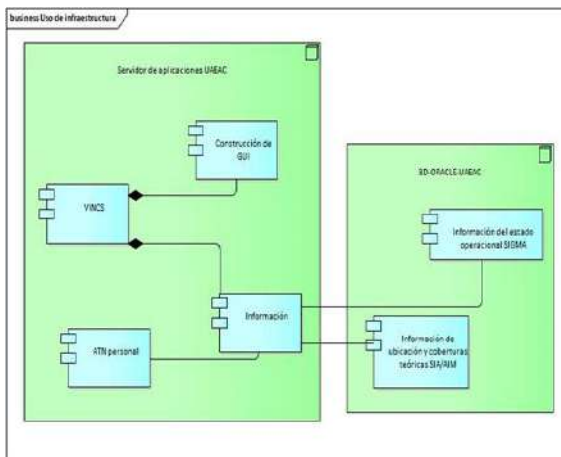 business Uso de infraestructura
Servidor de aplicaciones UAEAC
Construcción de
GUI
VINCS
Información
ATN personal
BD-ORACLE-UAEAC
Información del estado
operacional SIGMA
Información de
ubicación y coberturas
teóricas SIA/AIM